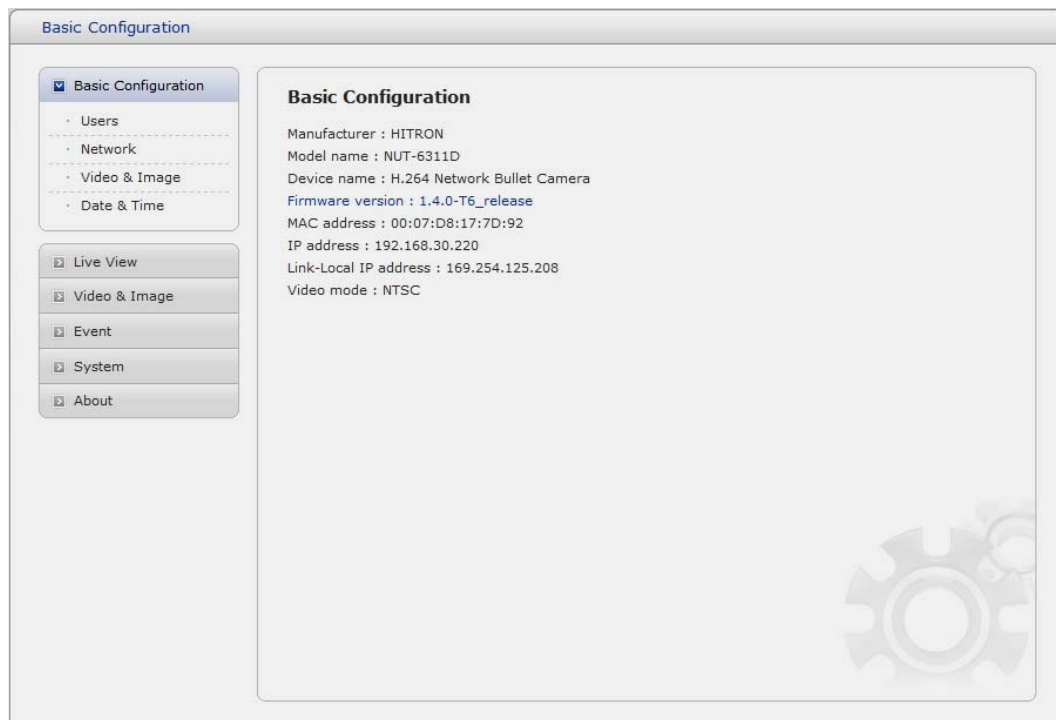 Basic Configuration
Basic Configuration
· Users
· Network
· Video & Image
· Date & Time
Live View
Video & Image
Event
System
About
Basic Configuration
Manufacturer : HITRON
Model name : NUT-6311D
Device name : H.264 Network Bullet Camera
Firmware version : 1.4.0-T6_release
MAC address : 00:07:D8:17:7D:92
IP address : 192.168.30.220
Link-Local IP address : 169.254.125.208
Video mode : NTSC